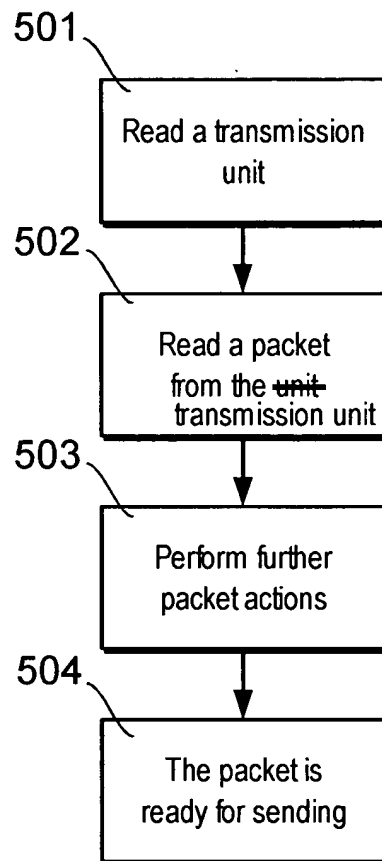 501
Read a transmission
unit
502
Read a packet
from the unit
transmission unit
503
Perform further
packet actions
504
The packet is
ready for sending